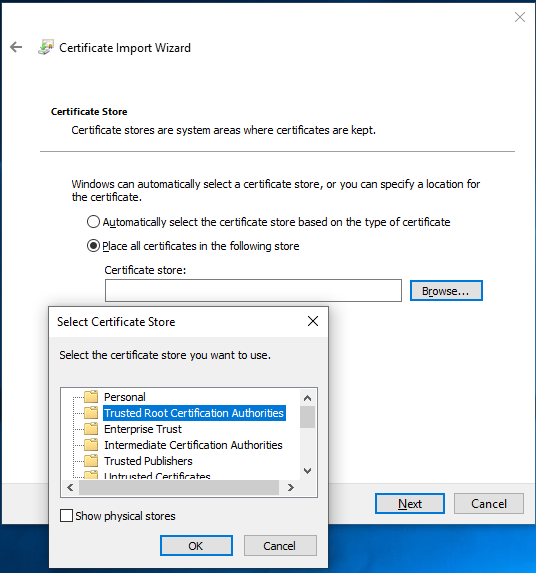 Certificate Import Wizard
Certificate Store
Certificate stores are system areas where certificates are kept.
Windows can automatically select a certificate store, or you can specify a location for
the certificate.
Automatically select the certificate store based on the type of certificate
Place all certificates in the following store
Certificate store:
Browse...
Select Certificate Store
Select the certificate store you want to use.
Personal
Trusted Root Certification Authorities
Enterprise Trust
Intermediate Certification Authorities
Trusted Publishers
Untrusted Certificates
Show physical stores
OK
Cancel
Next
Cancel